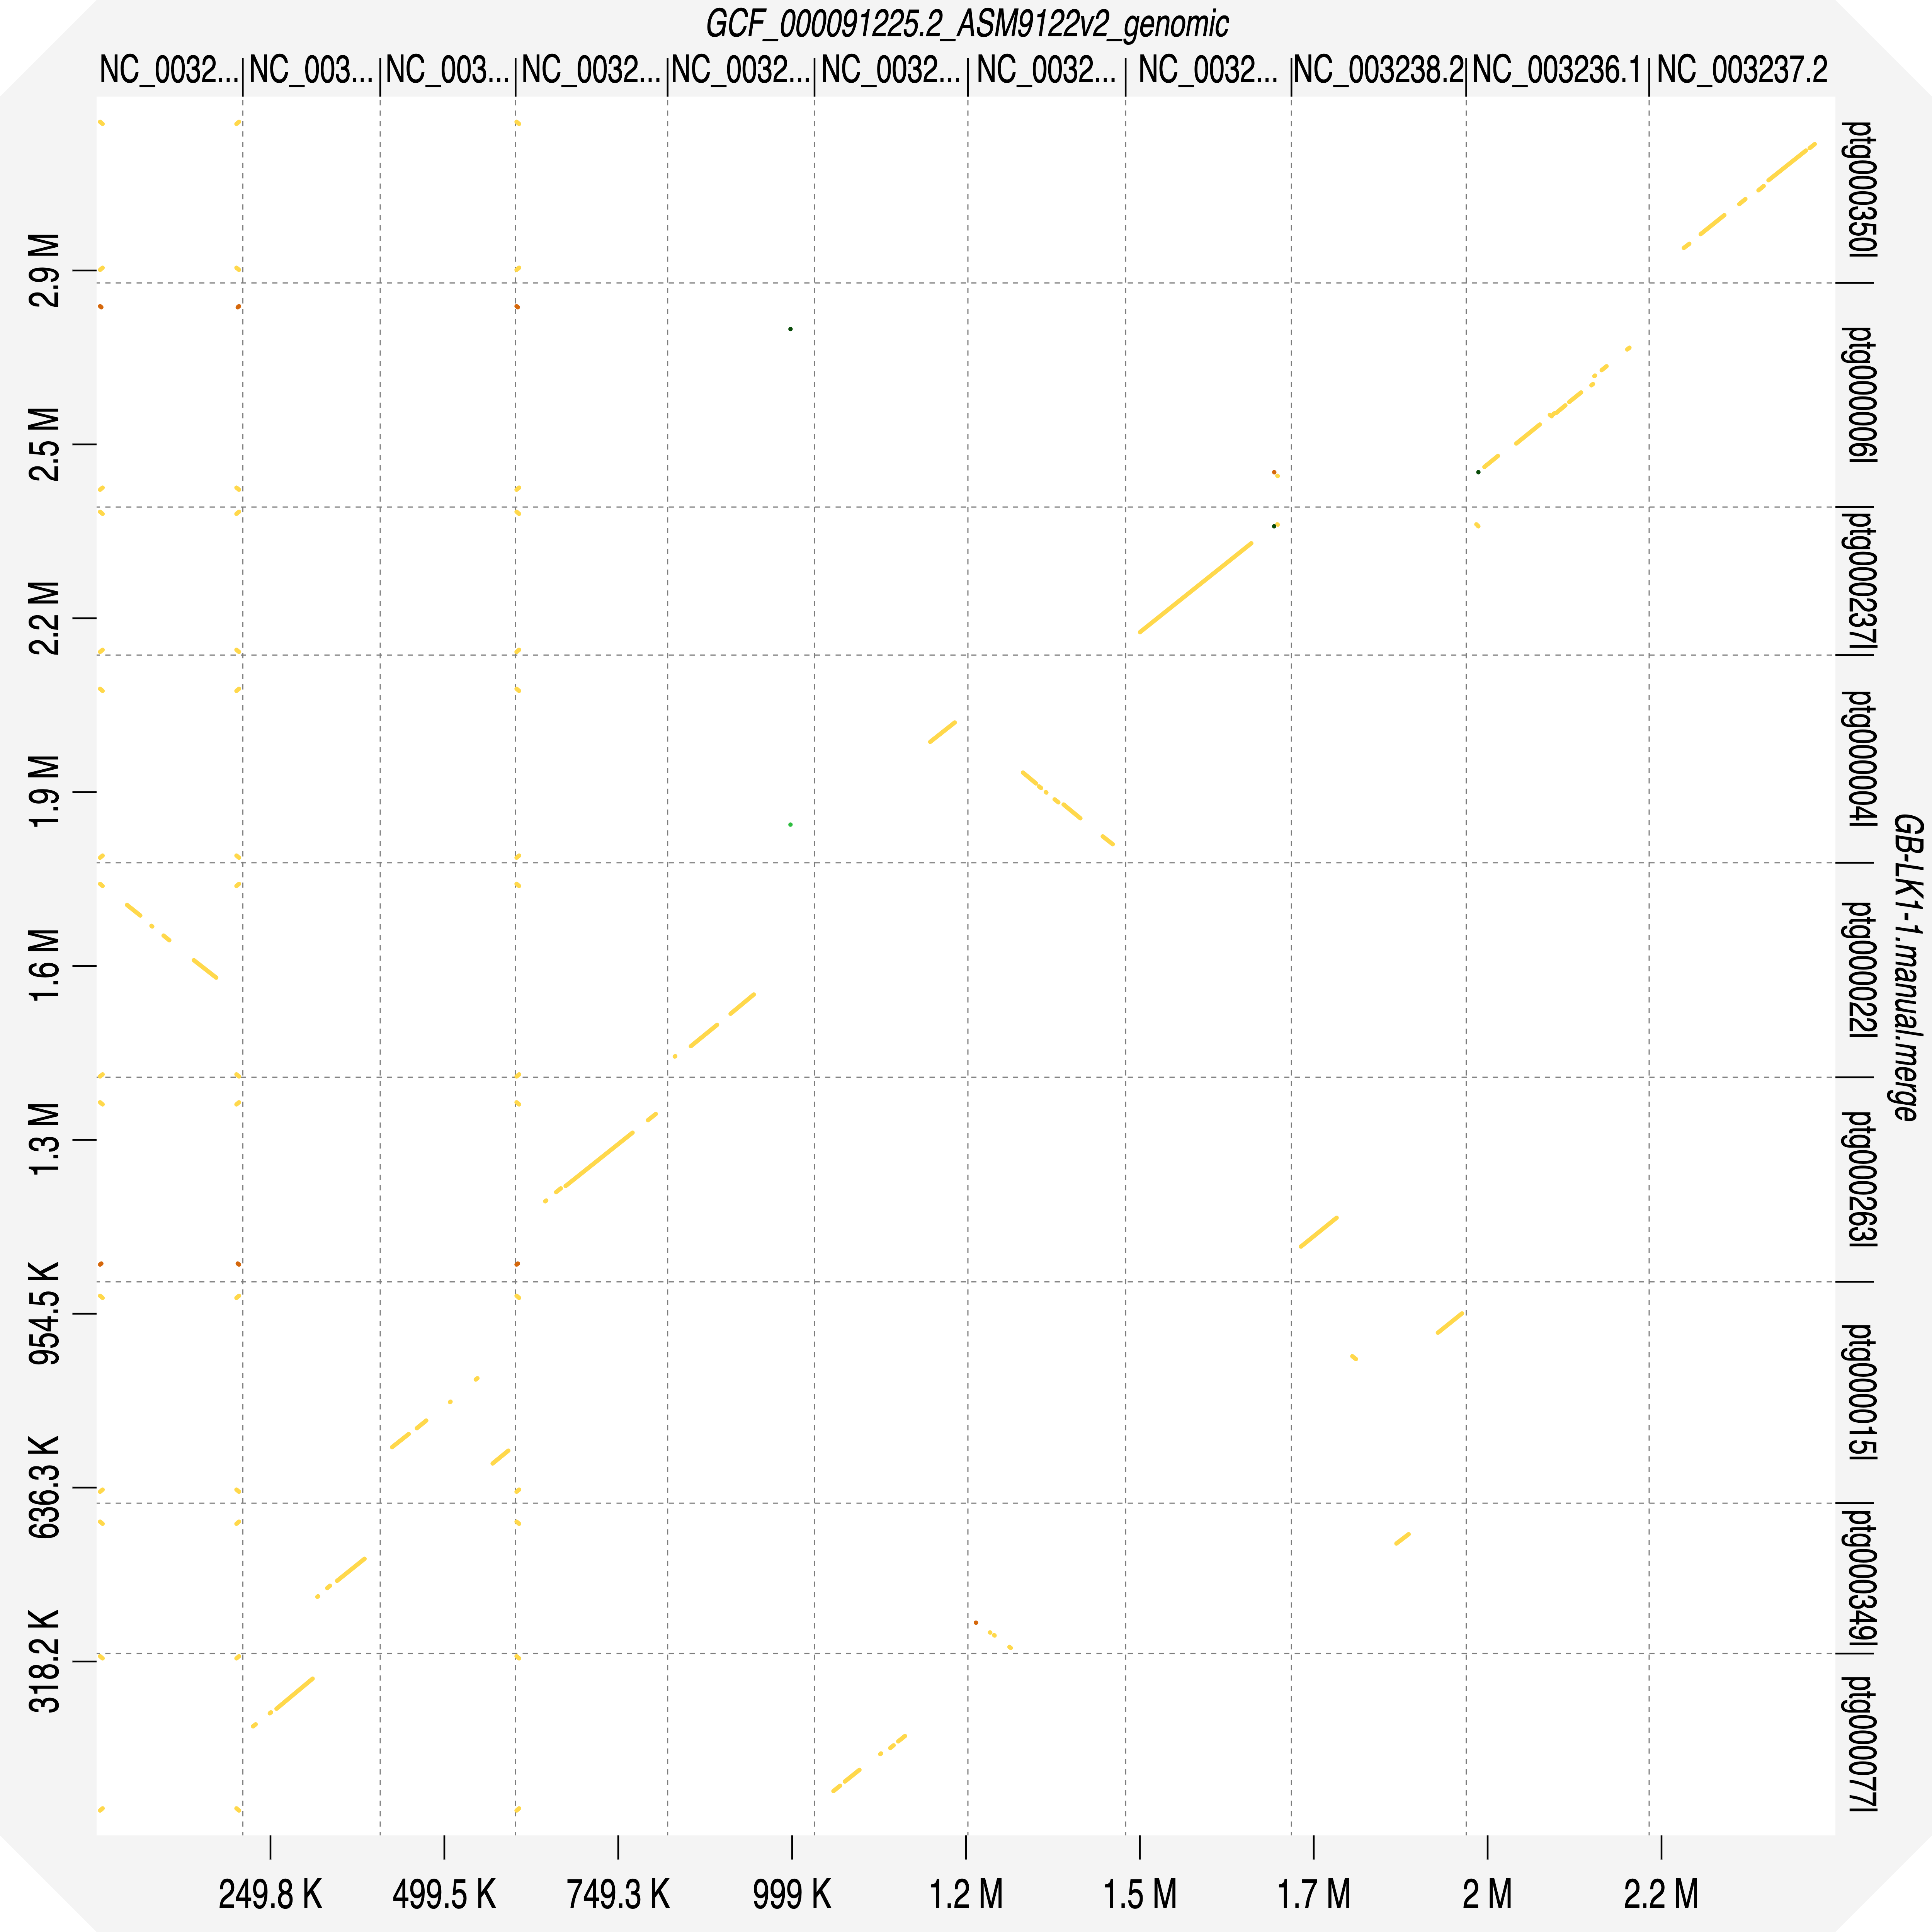 GCF_000091225.2_ASM9122v2_genomic
NC_0032...
NC_003...
NC_003...
NC_0032...
NC_0032...
NC_0032...
NC_0032...
NC_0032...
NC_003238.2
NC_003236.1
NC_003237.2
2.9 M
2.5 M
2.2 M
1.9 M
1.6 M
1.3 M
954.5 K
636.3 K
318.2 K
ptg000350l
ptg000006l
ptg000237l
ptg000004l
ptg000022l
ptg000263l
ptg000015l
ptg000349l
ptg000077l
GB-LK1-1.manual.merge
249.8 K
499.5 K
749.3 K
999 K
1.2 M
1.5 M
1.7 M
2 M
2.2 M